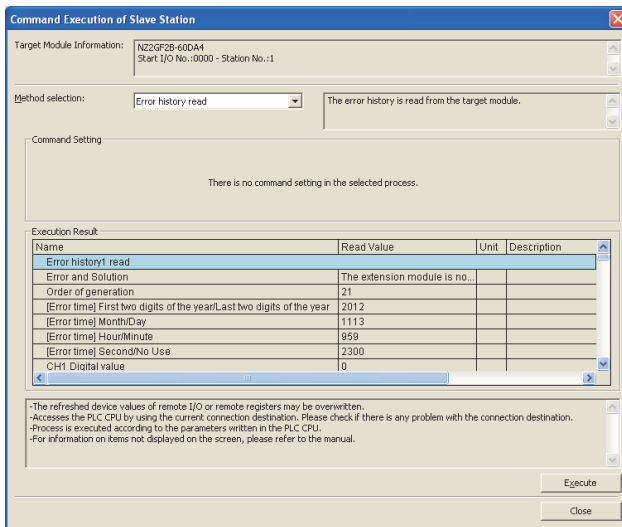 Command Execution of Slave Station
Target Module Information:
NZ2GF2B-60DA4
Start I/O No.:0000 - Station No.:1
Method selection:
Error history read
The error history is read from the target module.
Command Setting
There is no command setting in the selected process.
Execution Result
Name Read Value Unit Description
Error history1 read
Error and Solution The extension module is no...
Order of generation 21
[Error time] First two digits of the year/Last two digits of the year 2012
[Error time] Month/Day 1113
[Error time] Hour/Minute 959
[Error time] Second/No Use 2300
CH1 Digital value 0
-The refreshed device values of remote I/O or remote registers may be overwritten.
-Accesses the PLC CPU by using the current connection destination. Please check if there is any problem with the connection destination.
-Process is executed according to the parameters written in the PLC CPU.
-For information on items not displayed on the screen, please refer to the manual.
Execute
Close